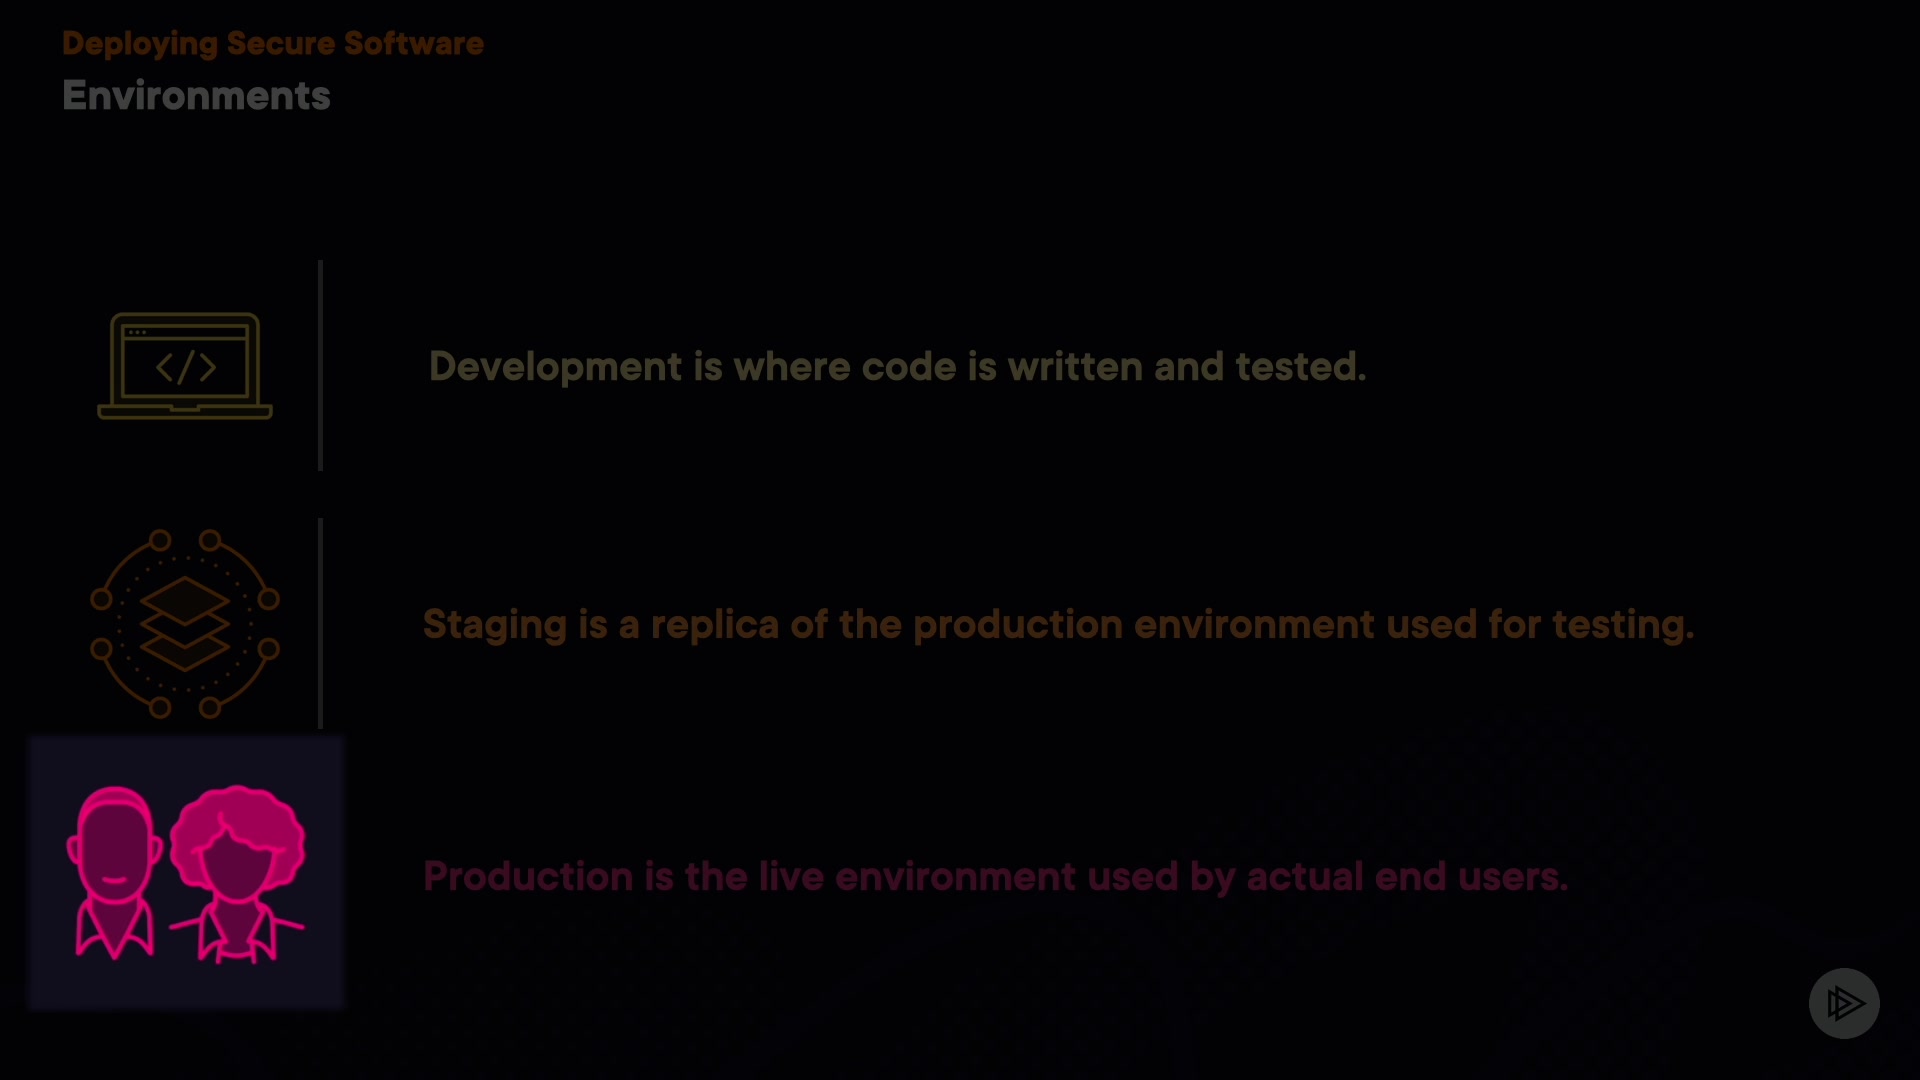 Deploying Secure Software
Environments
Development is where code is written and tested.
Staging is a replica of the production environment used for testing.
Production is the live environment used by actual end users.